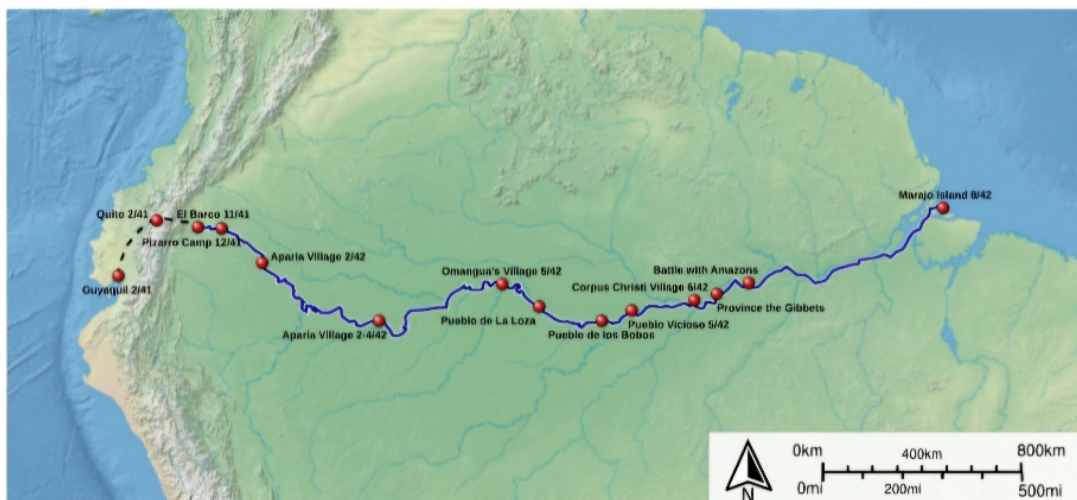 Marajo Island 8/42
Quito 2/41
El Barco 11/41
Pizarro Camp 12/41
Aparia Village 2/42
Omangua's Village 5/42
Battle with Amazons
Guyaquil 2/41
Corpus Christi Village 6/42
Province the Gibbets
Pueblo de La Loza
Pueblo Vicioso 5/42
Aparia Village 2-4/42
Pueblo de los Bobos
0km
400km
800km
0mi
200mi
500mi
N